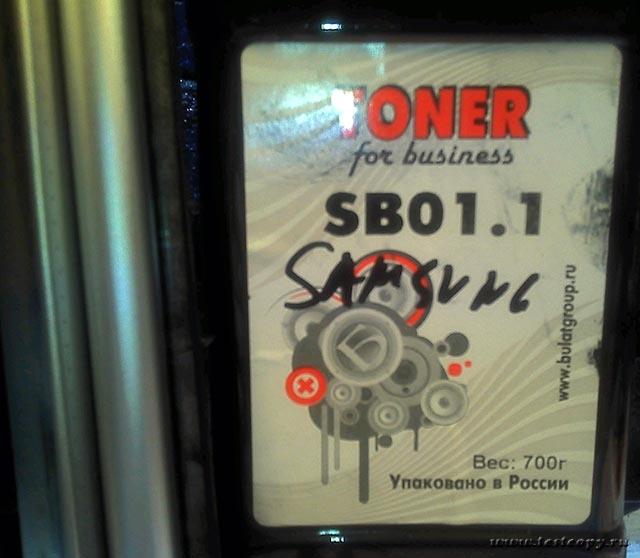 TONER
for business
SB01.1
SAMSUNG
Б
www.bulatgroup.ru
Вес: 700г
Упаковано в России
www.testcopy.ru